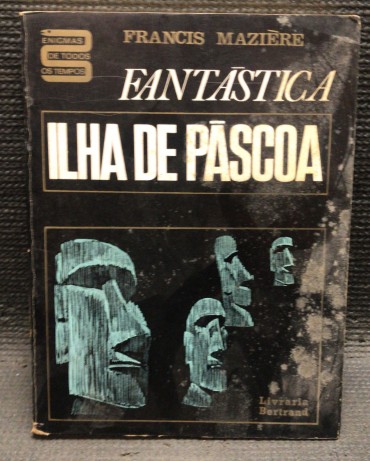 ENIGMAS
DE TODOS
OS TEMPOS
FRANCIS MAZIÈRE
FANTÁSTICA
ILHA DE PÁSCOA
Livraria
Bertrand